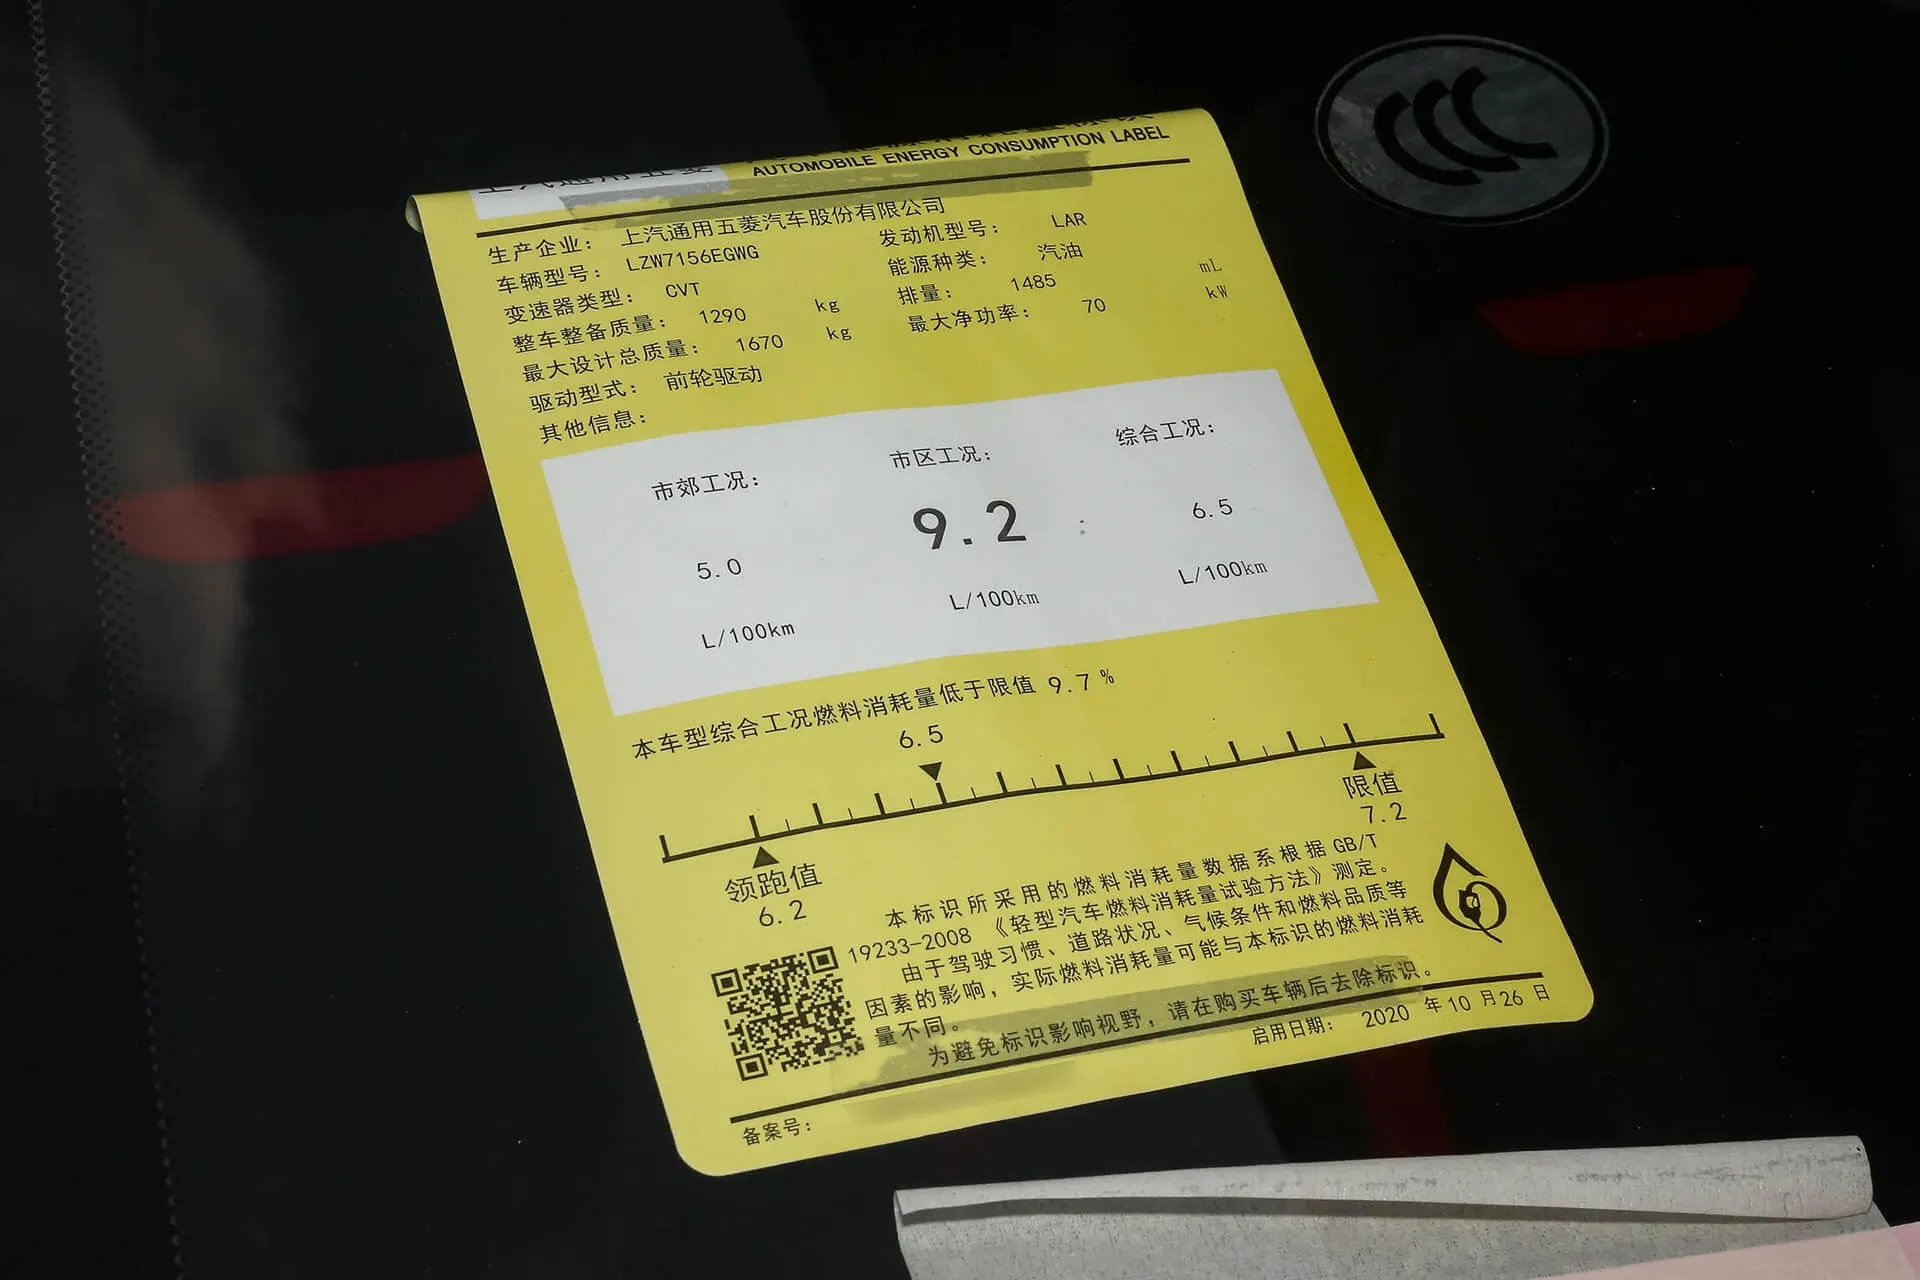 AUTOMOBILE ENERGY CONSUMPTION LABEL
生产企业： 上汽通用五菱汽车股份有限公司
车辆型号： LZW7156EGWG 发动机型号： LAR
变速器类型： CVT 能源种类： 汽油
整车整备质量： 1290 kg 排量： 1485 mL
最大设计总质量： 1670 kg 最大净功率： 70 kW
驱动型式： 前轮驱动
其他信息：
市郊工况： 市区工况： 综合工况：
5.0 9.2 6.5
L/100km L/100km L/100km
本车型综合工况燃料消耗量低于限值 9.7 %
6.5
领跑值 限值
6.2 7.2
本标识所采用的燃料消耗量数据系根据GB/T
19233-2008 《轻型汽车燃料消耗量试验方法》测定。
由于驾驶习惯、道路状况、气候条件和燃料品质等
因素的影响，实际燃料消耗量可能与本标识的燃料消耗
量不同。
为避免标识影响视野，请在购买车辆后去除标识。
启用日期： 2020 年 10 月 26 日
备案号：